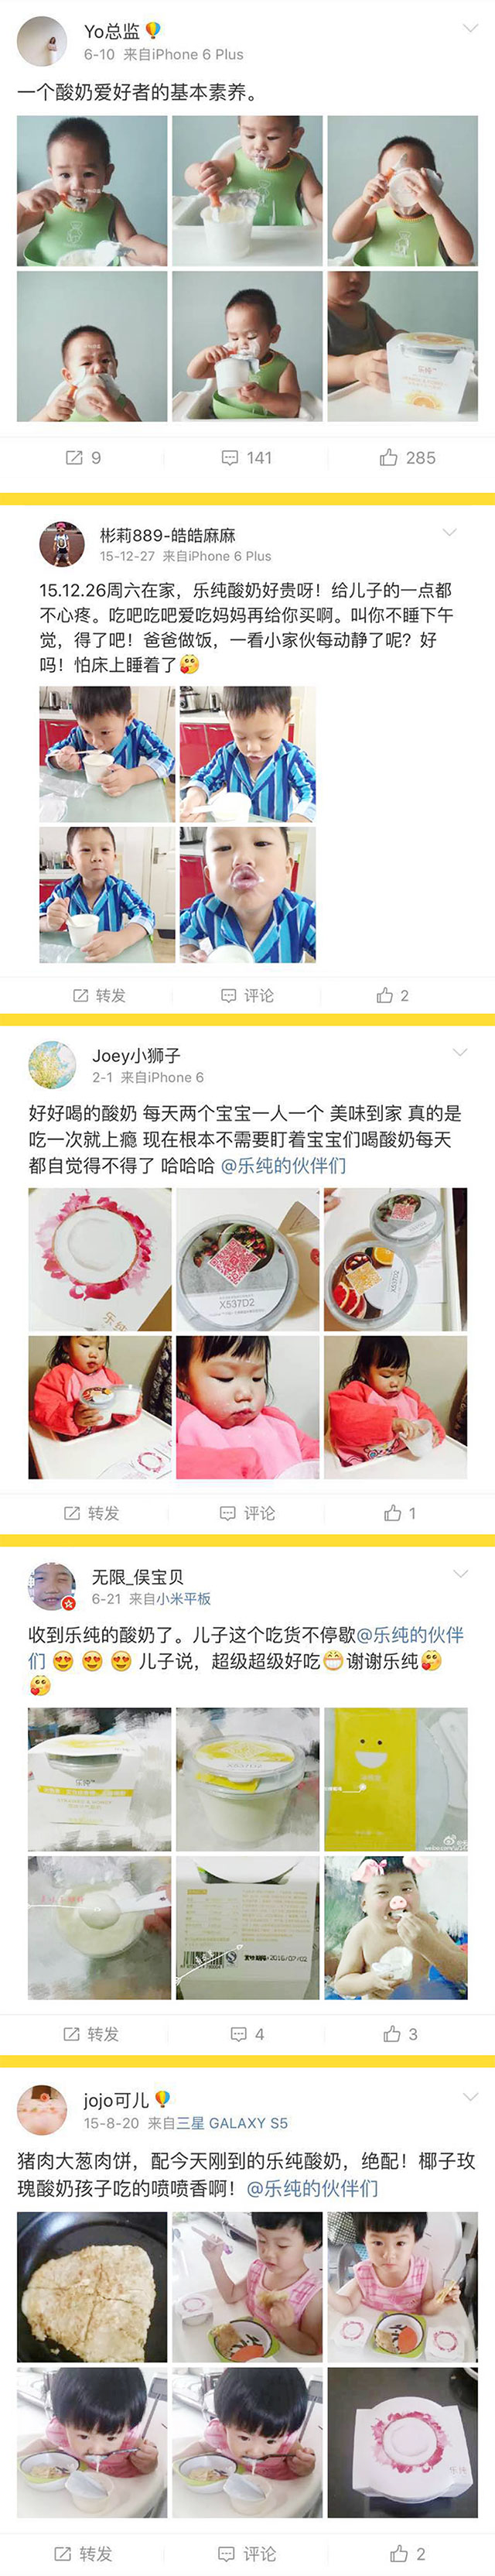 Yo总监
6-10 来自iPhone 6 Plus
一个酸奶爱好者的基本素养。
乐纯
9
141
285
彬莉889-皓皓麻麻
15-12-27 来自iPhone 6 Plus
15.12.26周六在家，乐纯酸奶好贵呀！给儿子的一点都
不心疼。吃吧吃吧爱吃妈妈再给你买啊。叫你不睡下午
觉，得了吧！爸爸做饭，一看小家伙每动静了呢？好
吗！怕床上睡着了
转发
评论
2
Joey小狮子
2-1 来自iPhone 6
好好喝的酸奶 每天两个宝宝一人一个 美味到家 真的是
吃一次就上瘾 现在根本不需要盯着宝宝们喝酸奶每天
都自觉得不得了 哈哈哈 @乐纯的伙伴们
乐纯
X537D2
X537D2
转发
评论
1
无限_俣宝贝
6-21 来自小米平板
收到乐纯的酸奶了。儿子这个吃货不停歇@乐纯的伙伴
们 儿子说，超级超级好吃 谢谢乐纯
乐纯
X537D2
2016/07/02
转发
4
3
jojo可儿
15-8-20 来自三星 GALAXY S5
猪肉大葱肉饼，配今天刚到的乐纯酸奶，绝配！椰子玫
瑰酸奶孩子吃的喷喷香啊！@乐纯的伙伴们
乐纯
转发
评论
2